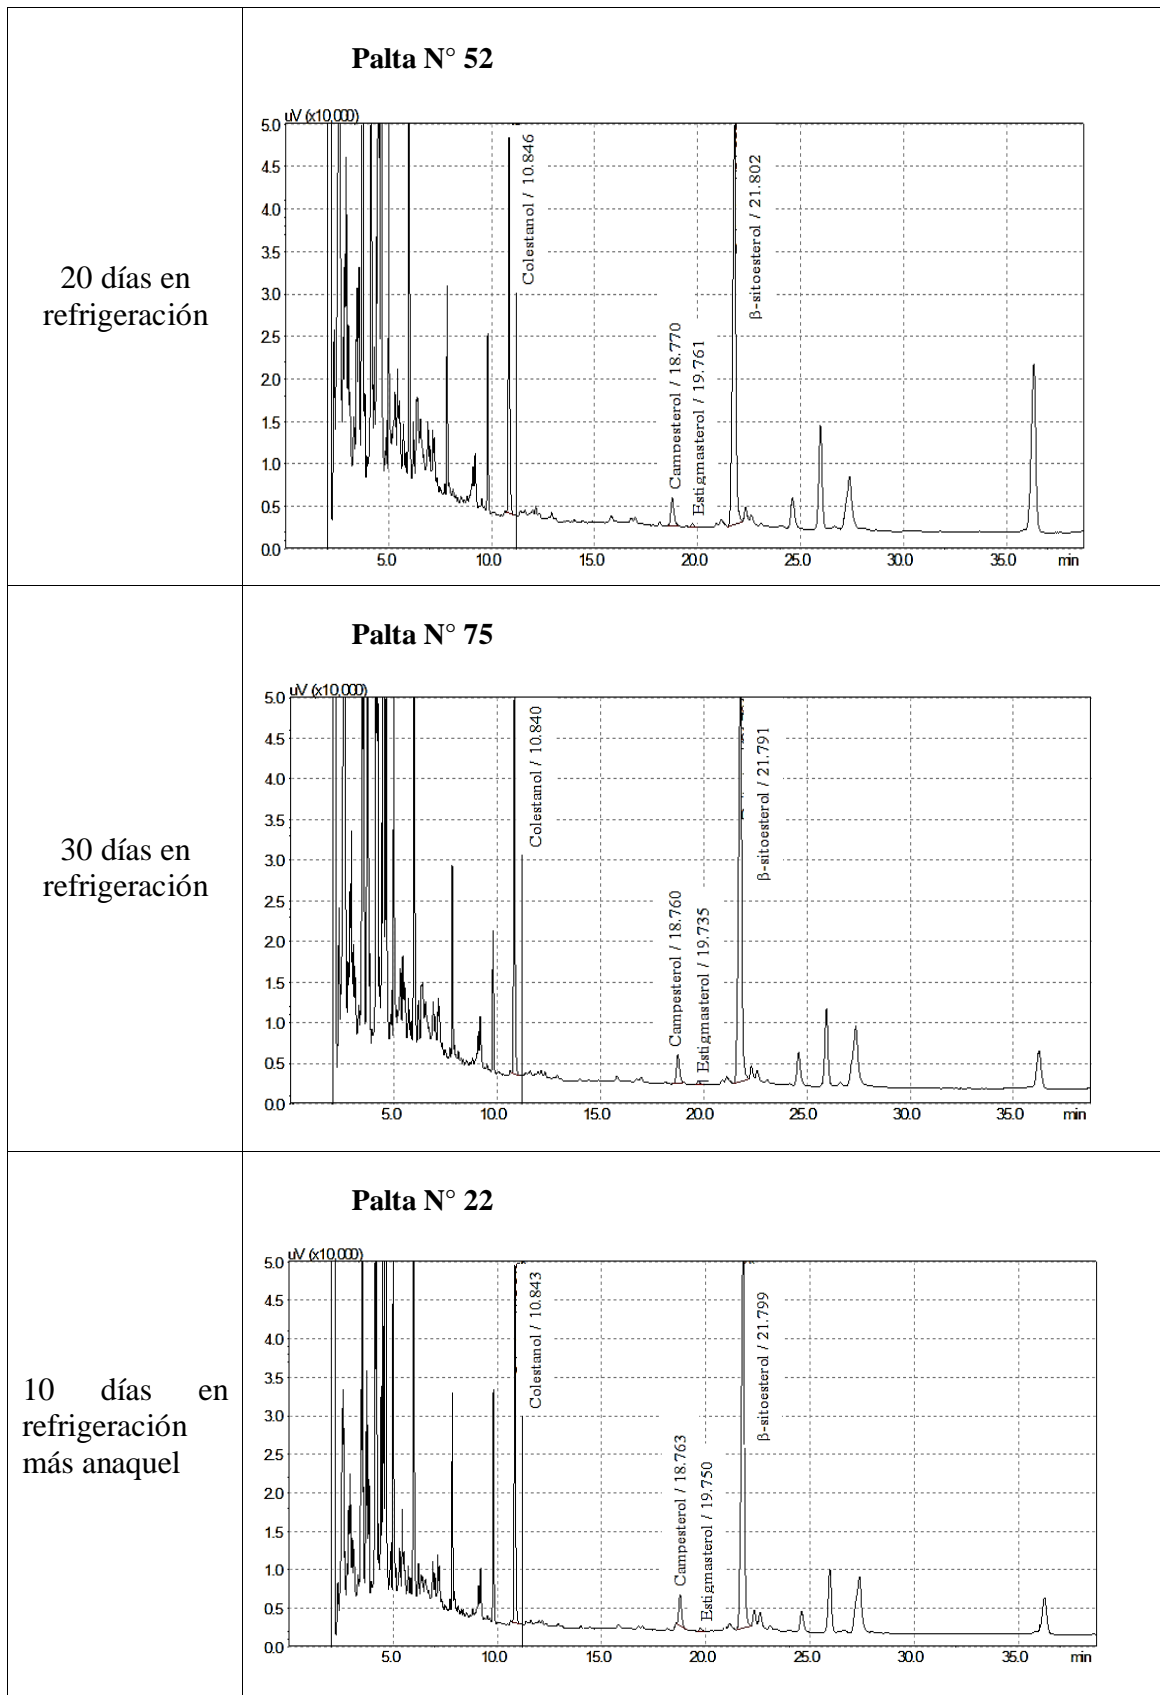 Palta N° 52
20 días en
refrigeración
uV (x10,000)
5.0
4.5
4.0
3.5
3.0
2.5
2.0
1.5
1.0
0.5
0.0
Colestanol / 10.846
Campesterol / 18.770
Estigmasterol / 19.761
β-sitoesterol / 21.802
5.0 10.0 15.0 20.0 25.0 30.0 35.0 min
Palta N° 75
30 días en
refrigeración
uV (x10,000)
5.0
4.5
4.0
3.5
3.0
2.5
2.0
1.5
1.0
0.5
0.0
Colestanol / 10.840
Campesterol / 18.760
Estigmasterol / 19.735
β-sitoesterol / 21.791
5.0 10.0 15.0 20.0 25.0 30.0 35.0 min
Palta N° 22
10 días en
refrigeración
más anaquel
uV (x10,000)
5.0
4.5
4.0
3.5
3.0
2.5
2.0
1.5
1.0
0.5
0.0
Colestanol / 10.843
Campesterol / 18.763
Estigmasterol / 19.750
β-sitoesterol / 21.799
5.0 10.0 15.0 20.0 25.0 30.0 35.0 min